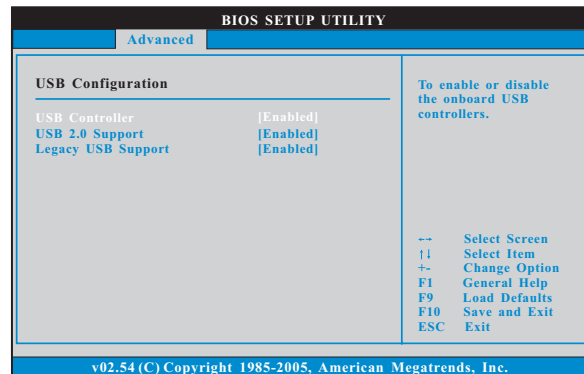 BIOS SETUP UTILITY
Advanced
USB Configuration
USB Controller [Enabled]
USB 2.0 Support [Enabled]
Legacy USB Support [Enabled]
To enable or disable
the onboard USB
controllers.
←→ Select Screen
↑↓ Select Item
+- Change Option
F1 General Help
F9 Load Defaults
F10 Save and Exit
ESC Exit
v02.54 (C) Copyright 1985-2005, American Megatrends, Inc.